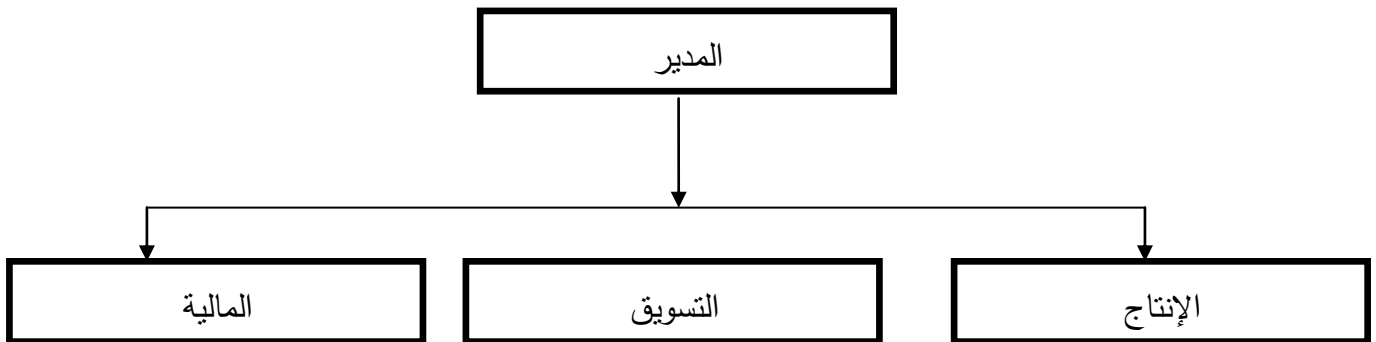 المدير
الإنتاج
التسويق
المالية